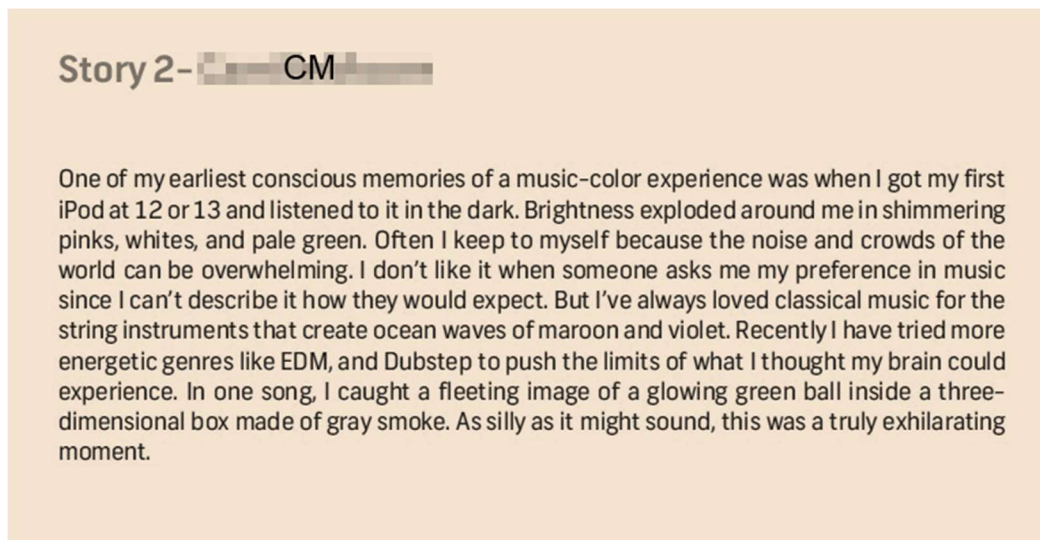 Story 2- CM
One of my earliest conscious memories of a music-color experience was when I got my first
iPod at 12 or 13 and listened to it in the dark. Brightness exploded around me in shimmering
pinks, whites, and pale green. Often I keep to myself because the noise and crowds of the
world can be overwhelming. I don’t like it when someone asks me my preference in music
since I can’t describe it how they would expect. But I’ve always loved classical music for the
string instruments that create ocean waves of maroon and violet. Recently I have tried more
energetic genres like EDM, and Dubstep to push the limits of what I thought my brain could
experience. In one song, I caught a fleeting image of a glowing green ball inside a three-
dimensional box made of gray smoke. As silly as it might sound, this was a truly exhilarating
moment.